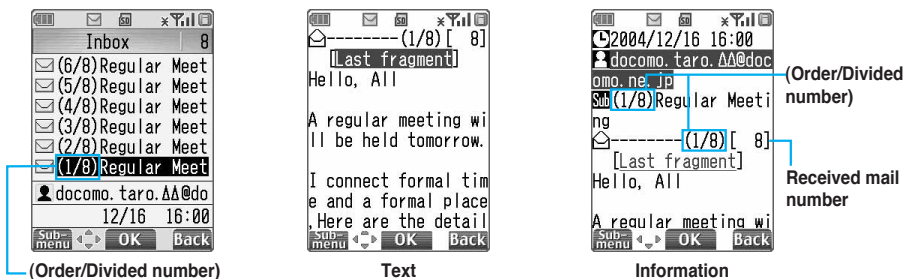 Inbox 8
(6/8)Regular Meet
(5/8)Regular Meet
(4/8)Regular Meet
(3/8)Regular Meet
(2/8)Regular Meet
(1/8)Regular Meet
docomo.taro.ΔΔ@do
12/16 16:00
Sub-menu OK Back
(Order/Divided number)
SD
--------(1/8)[ 8]
[Last fragment]
Hello, All
A regular meeting wi
ll be held tomorrow.
I connect formal tim
e and a formal place
,Here are the detail
Sub-menu OK Back
Text
SD
2004/12/16 16:00
docomo.taro.ΔΔ@doc
omo.ne.jp
Sub(1/8)Regular Meeti
ng
--------(1/8)[ 8]
[Last fragment]
Hello, All
A regular meeting wi
Sub-menu OK Back
Information
(Order/Divided
number)
Received mail
number